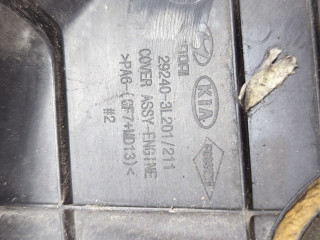 KIA
29240-3L201/211
COVER ASSY-ENGINE
>PA6-(GF7+MD13)<
#2